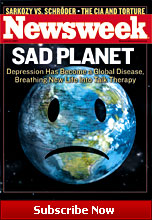 SARKOZY VS. SCHRÖDER • THE CIA AND TORTURE
Newsweek
SAD PLANET
Depression Has Become a Global Disease,
Breathing New Life Into Talk Therapy
Subscribe Now